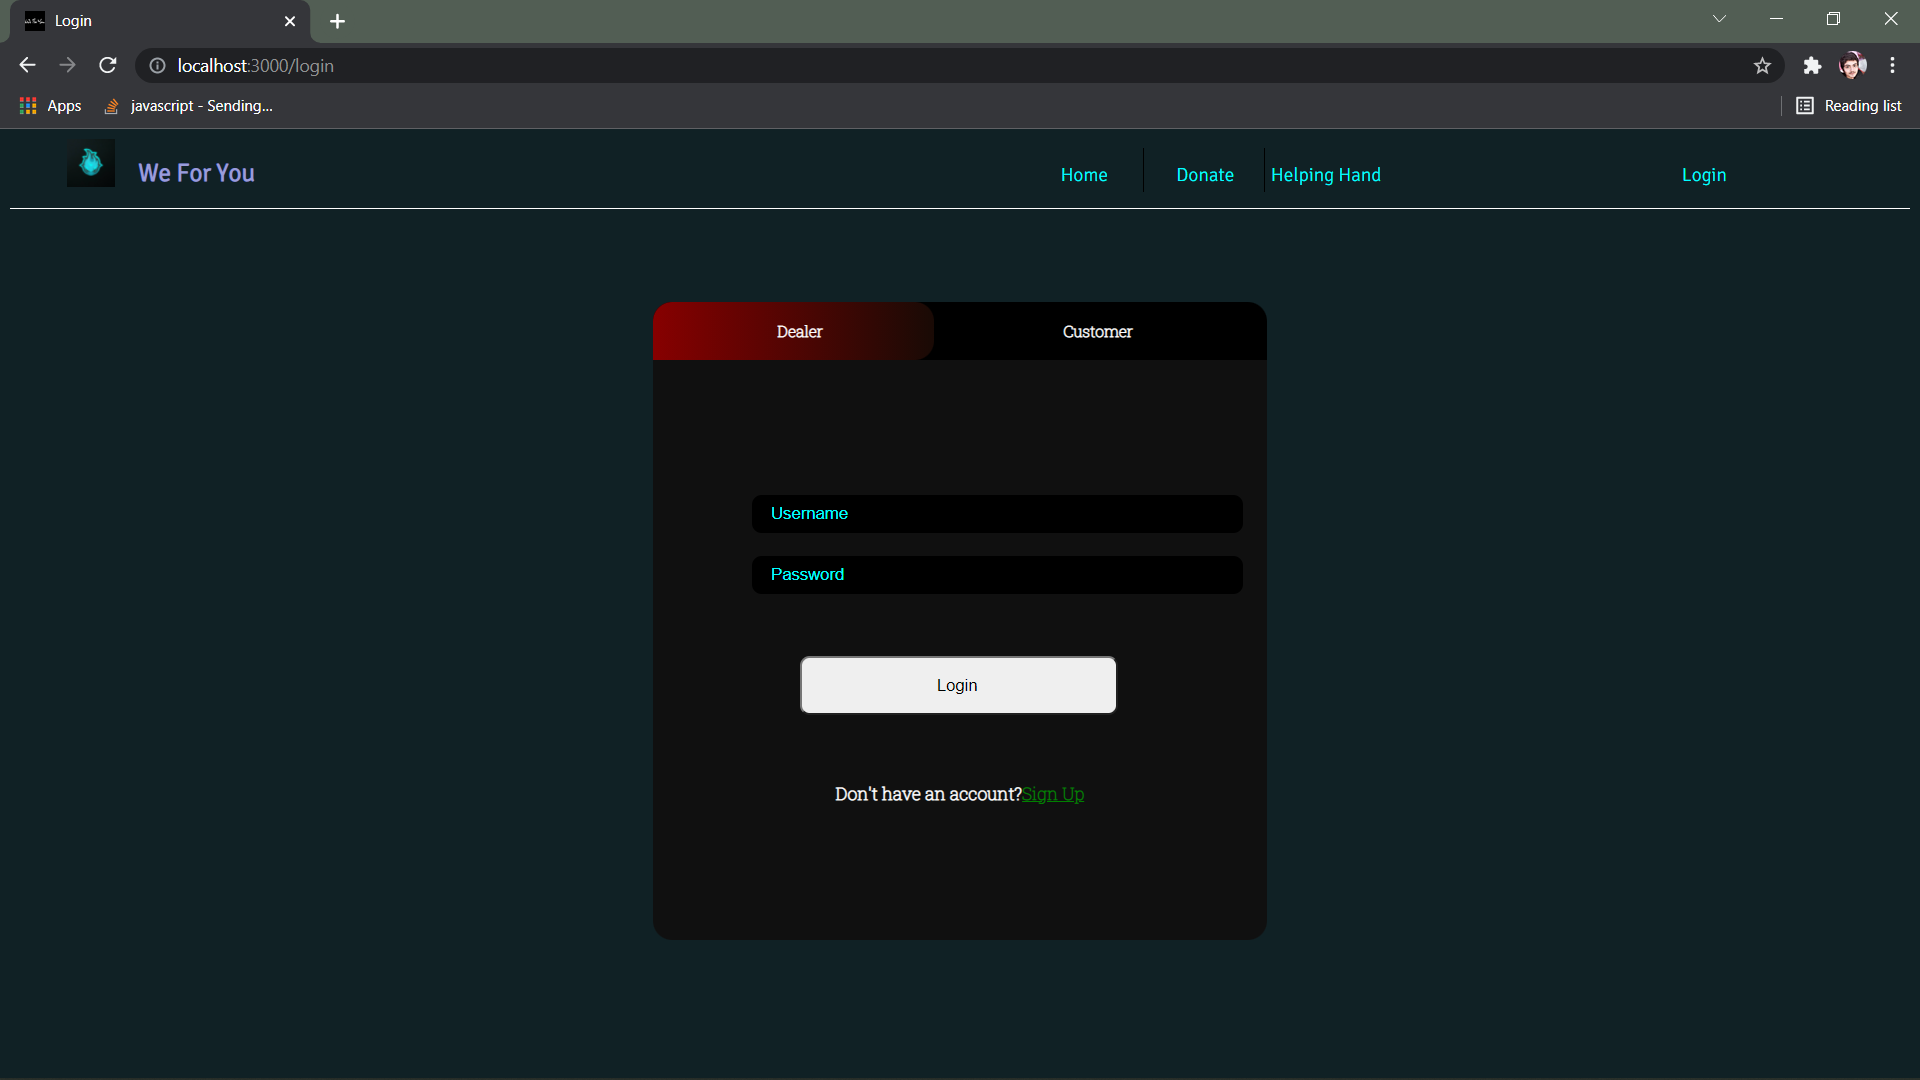 Login
localhost:3000/login
Apps javascript - Sending... Reading list
We For You Home Donate Helping Hand Login
Dealer Customer
Username
Password
Login
Don't have an account?Sign Up